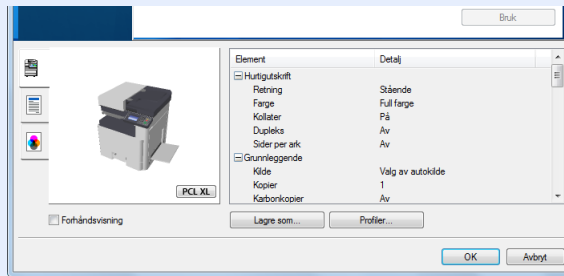 Bruk
Element Detalj
Hurtigutskrift
Retning Stående
Farge Full farge
Kollater På
Dupleks Av
Sider per ark Av
Grunnleggende
Kilde Valg av autokilde
Kopier 1
Karbonkopier Av
PCL XL
Forhåndsvisning Lagre som... Profiler...
OK Avbryt